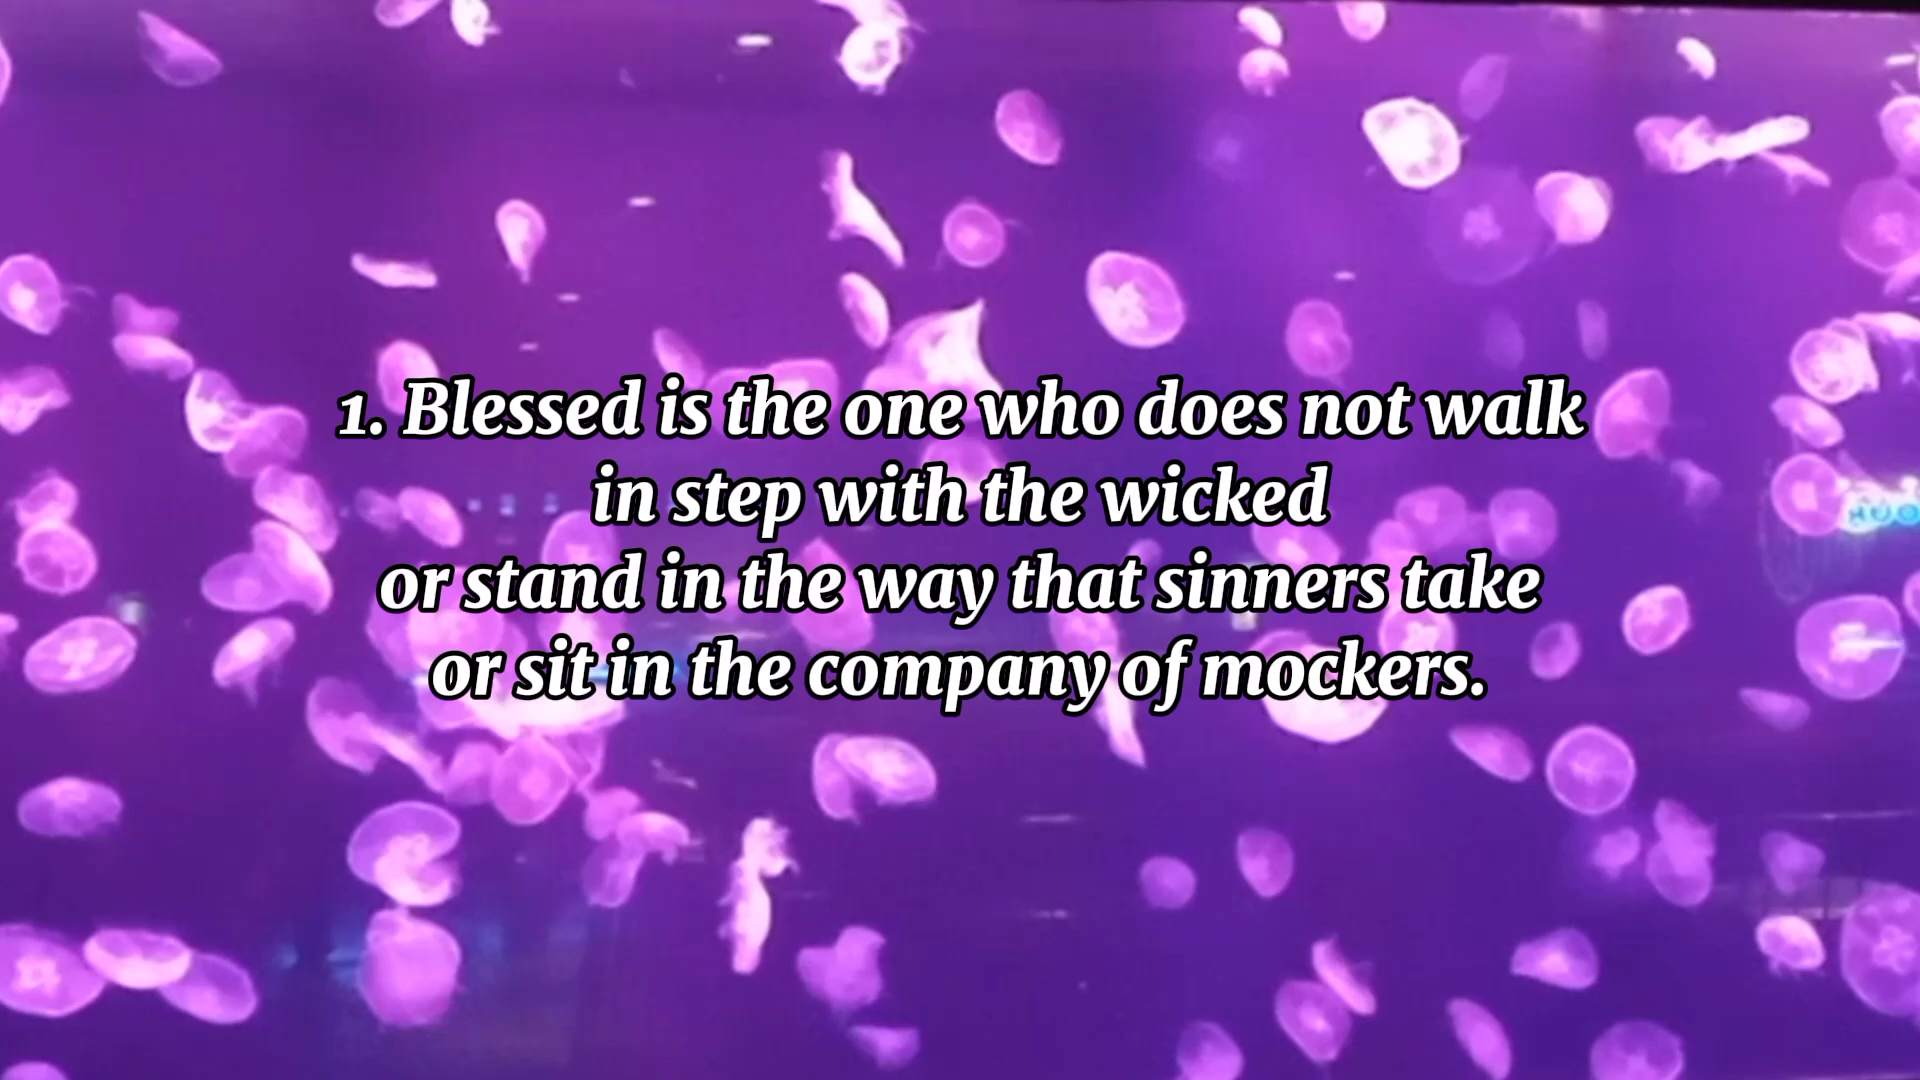 1. Blessed is the one who does not walk
in step with the wicked
or stand in the way that sinners take
or sit in the company of mockers.